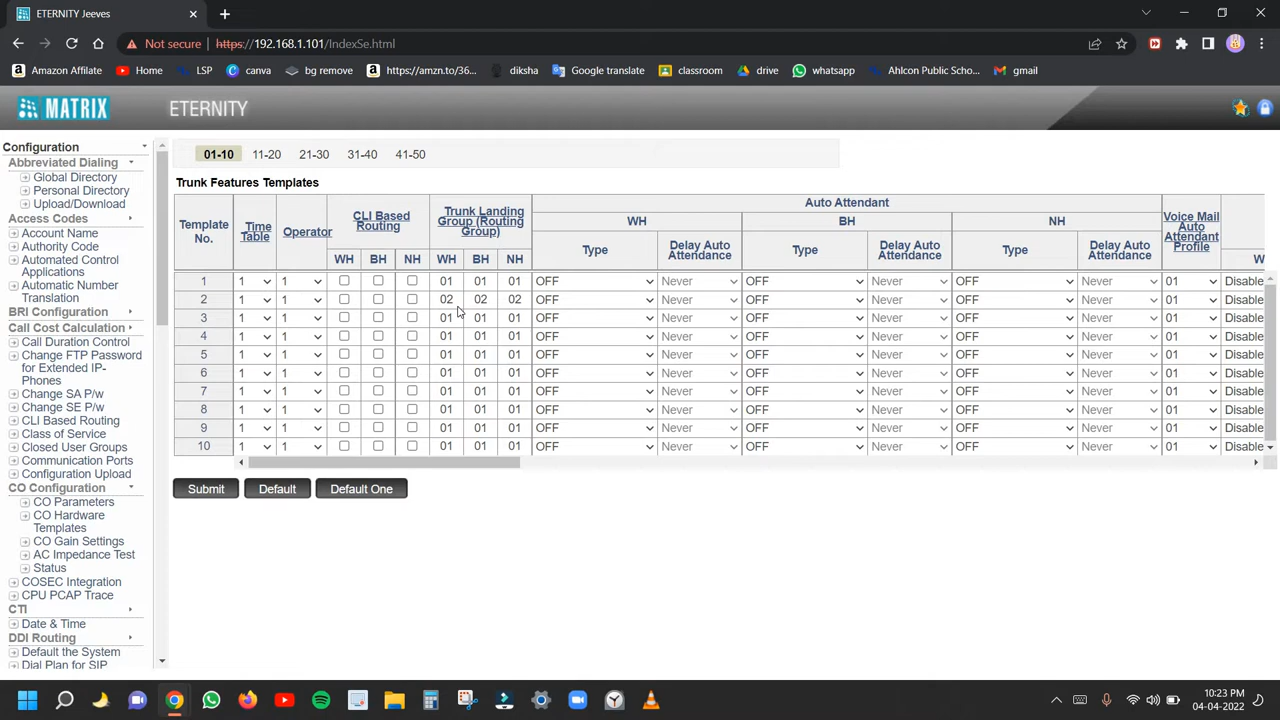 ETERNITY Jeeves
Not secure https://192.168.1.101/IndexSe.html
Amazon Affilate Home LSP canva bg remove https://amzn.to/36... diksha Google translate classroom drive whatsapp Ahlcon Public Scho... gmail
MATRIX ETERNITY
Configuration
Abbreviated Dialing
Global Directory
Personal Directory
Upload/Download
Access Codes
Account Name
Authority Code
Automated Control
Applications
Automatic Number
Translation
BRI Configuration
Call Cost Calculation
Call Duration Control
Change FTP Password
for Extended IP-
Phones
Change SA P/w
Change SE P/w
CLI Based Routing
Class of Service
Closed User Groups
Communication Ports
Configuration Upload
CO Configuration
CO Parameters
CO Hardware
Templates
CO Gain Settings
AC Impedance Test
Status
COSEC Integration
CPU PCAP Trace
CTI
Date & Time
DDI Routing
Default the System
Dial Plan for SIP
01-10 11-20 21-30 31-40 41-50
Trunk Features Templates
Template
No.
Time
Table
Operator
CLI Based
Routing
WH BH NH
Trunk Landing
Group (Routing
Group)
WH BH NH
Auto Attendant
WH BH NH
Type Delay Auto
Attendance Type Delay Auto
Attendance Type Delay Auto
Attendance
Voice Mail
Auto
Attendant
Profile
W
1 1 1 01 01 01 OFF Never OFF Never OFF Never 01 Disable
2 1 1 02 02 02 OFF Never OFF Never OFF Never 01 Disable
3 1 1 01 01 01 OFF Never OFF Never OFF Never 01 Disable
4 1 1 01 01 01 OFF Never OFF Never OFF Never 01 Disable
5 1 1 01 01 01 OFF Never OFF Never OFF Never 01 Disable
6 1 1 01 01 01 OFF Never OFF Never OFF Never 01 Disable
7 1 1 01 01 01 OFF Never OFF Never OFF Never 01 Disable
8 1 1 01 01 01 OFF Never OFF Never OFF Never 01 Disable
9 1 1 01 01 01 OFF Never OFF Never OFF Never 01 Disable
10 1 1 01 01 01 OFF Never OFF Never OFF Never 01 Disable
Submit Default Default One
10:23 PM
04-04-2022